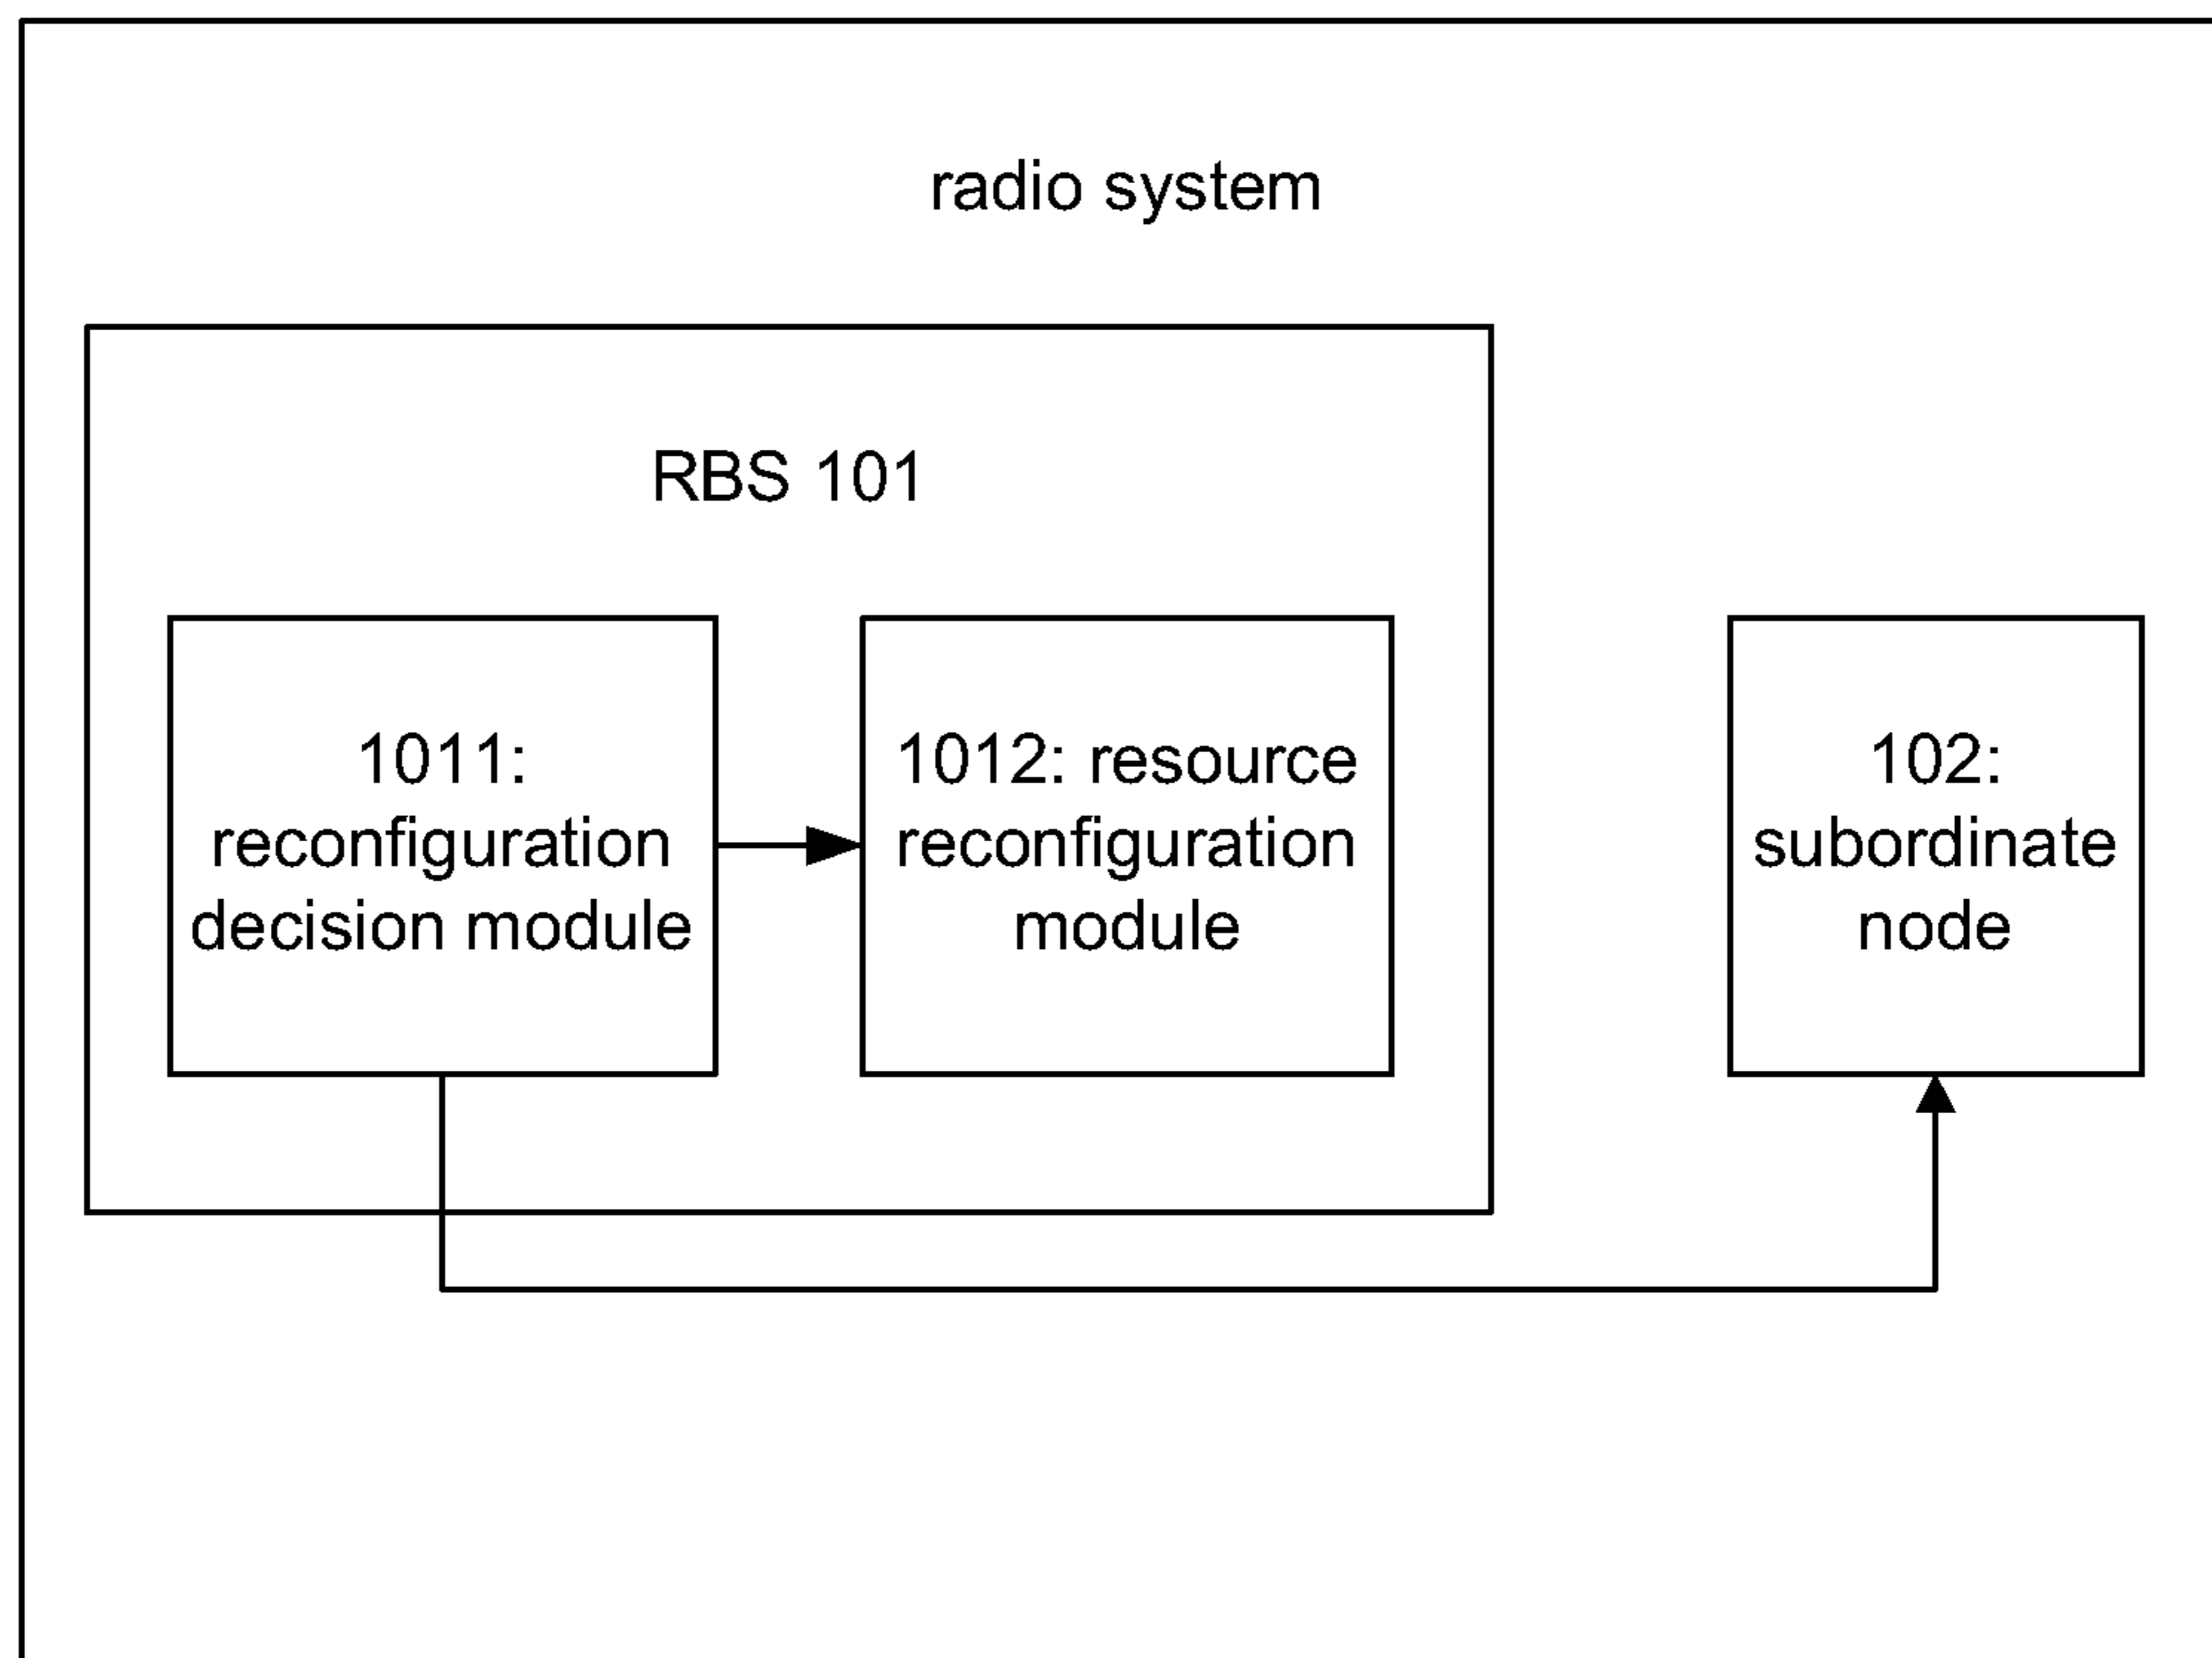 radio system
RBS 101
1011:
reconfiguration
decision module
1012: resource
reconfiguration
module
102:
subordinate
node